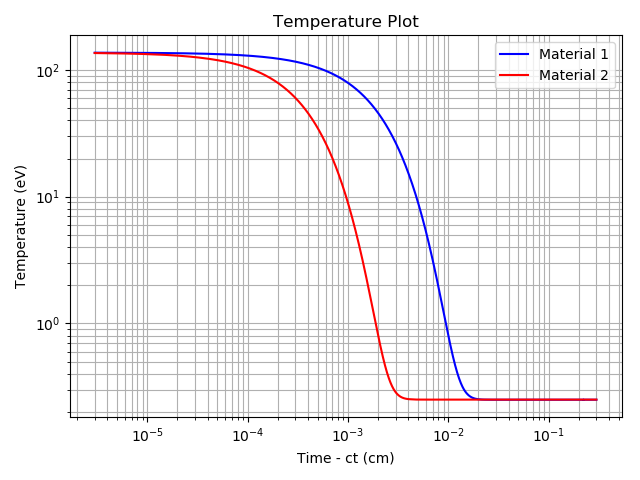 Temperature Plot
Material 1
Material 2
Temperature (eV)
10²
10¹
10⁰
10⁻⁵
10⁻⁴
10⁻³
10⁻²
10⁻¹
Time - ct (cm)